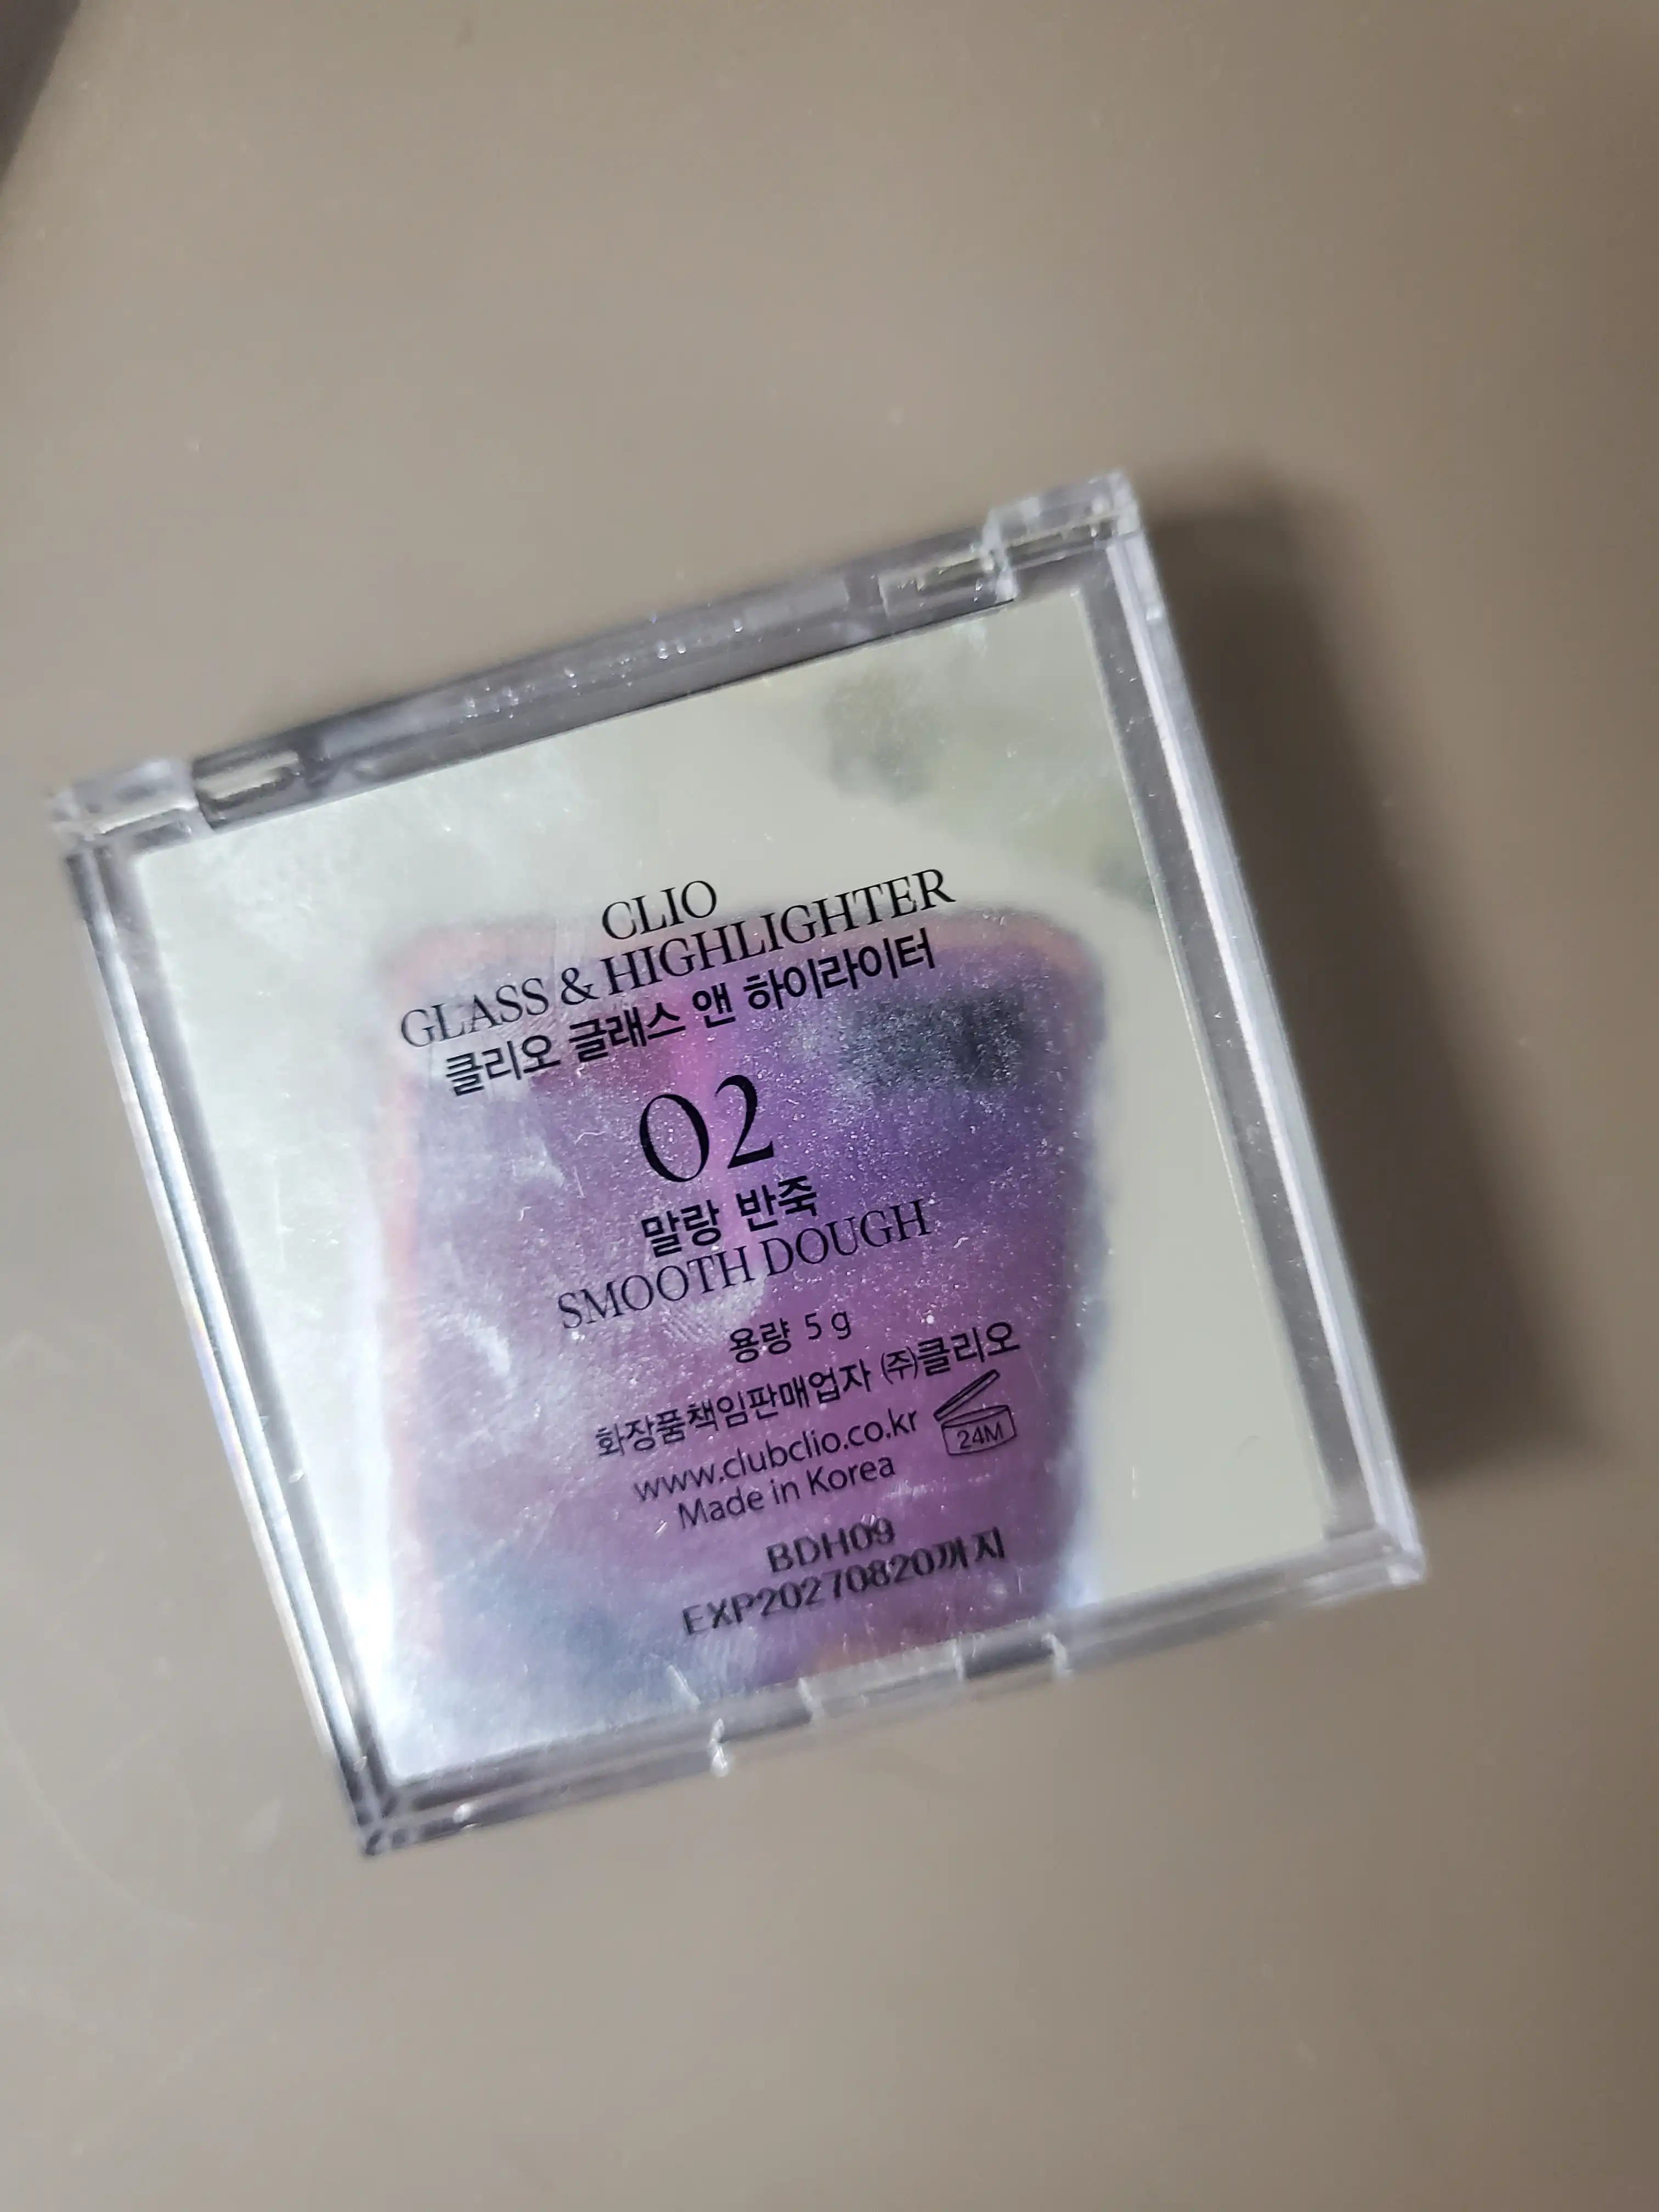 CLIO
GLASS & HIGHLIGHTER
클리오 글래스 앤 하이라이터
02
말랑 반죽
SMOOTH DOUGH
용량 5 g
화장품책임판매업자 ㈜클리오
www.clubclio.co.kr
24M
Made in Korea
BDH09
EXP20270820까지